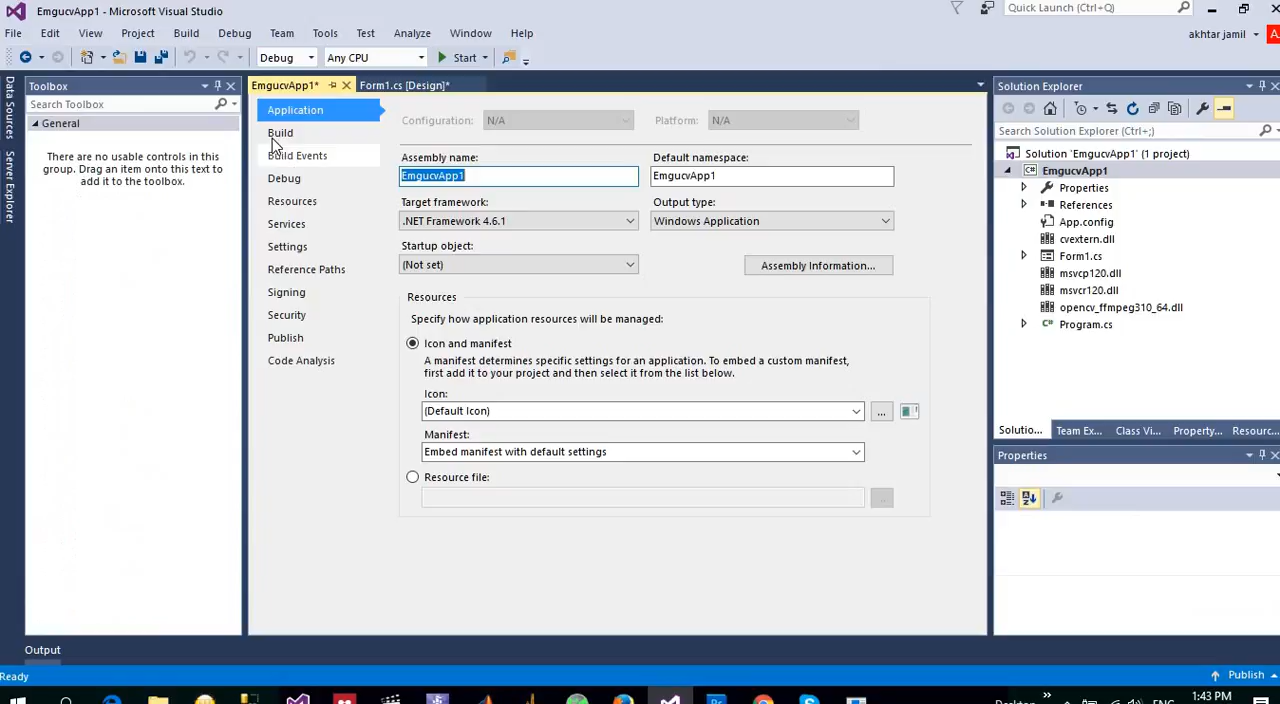 EmgucvApp1 - Microsoft Visual Studio
Quick Launch (Ctrl+Q)
File Edit View Project Build Debug Team Tools Test Analyze Window Help
akhtar jamil
A
Debug Any CPU Start
Data Sources
Server Explorer
Toolbox
Search Toolbox
General
There are no usable controls in this
group. Drag an item onto this text to
add it to the toolbox.
EmgucvApp1*
Form1.cs [Design]*
Application
Build
Build Events
Debug
Resources
Services
Settings
Reference Paths
Signing
Security
Publish
Code Analysis
Configuration: N/A Platform: N/A
Assembly name: Default namespace:
EmgucvApp1 EmgucvApp1
Target framework: Output type:
.NET Framework 4.6.1 Windows Application
Startup object:
(Not set) Assembly Information...
Resources
Specify how application resources will be managed:
Icon and manifest
A manifest determines specific settings for an application. To embed a custom manifest,
first add it to your project and then select it from the list below.
Icon:
(Default Icon) ...
Manifest:
Embed manifest with default settings
Resource file:
...
Solution Explorer
Search Solution Explorer (Ctrl+;)
Solution 'EmgucvApp1' (1 project)
C# EmgucvApp1
Properties
References
App.config
cvextern.dll
C# Form1.cs
msvcp120.dll
msvcr120.dll
opencv_ffmpeg310_64.dll
C# Program.cs
Solutio... Team Ex... Class Vi... Property... Resourc...
Properties
Output
Ready
Publish
Desktop
ENG
1:43 PM